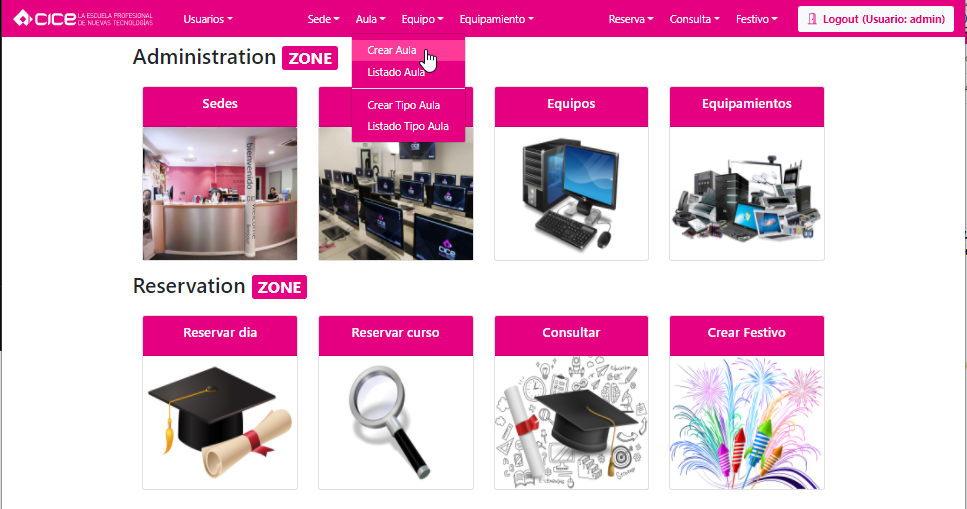 CICE LA ESCUELA PROFESIONAL
DE NUEVAS TECNOLOGÍAS
Usuarios
Sede
Aula
Equipo
Equipamiento
Reserva
Consulta
Festivo
Logout (Usuario: admin)
Crear Aula
Listado Aula
Crear Tipo Aula
Listado Tipo Aula
Administration ZONE
Sedes
Equipos
Equipamientos
bienvenido
welcome
CICE
CICE
Reservation ZONE
Reservar dia
Reservar curso
Consultar
Crear Festivo